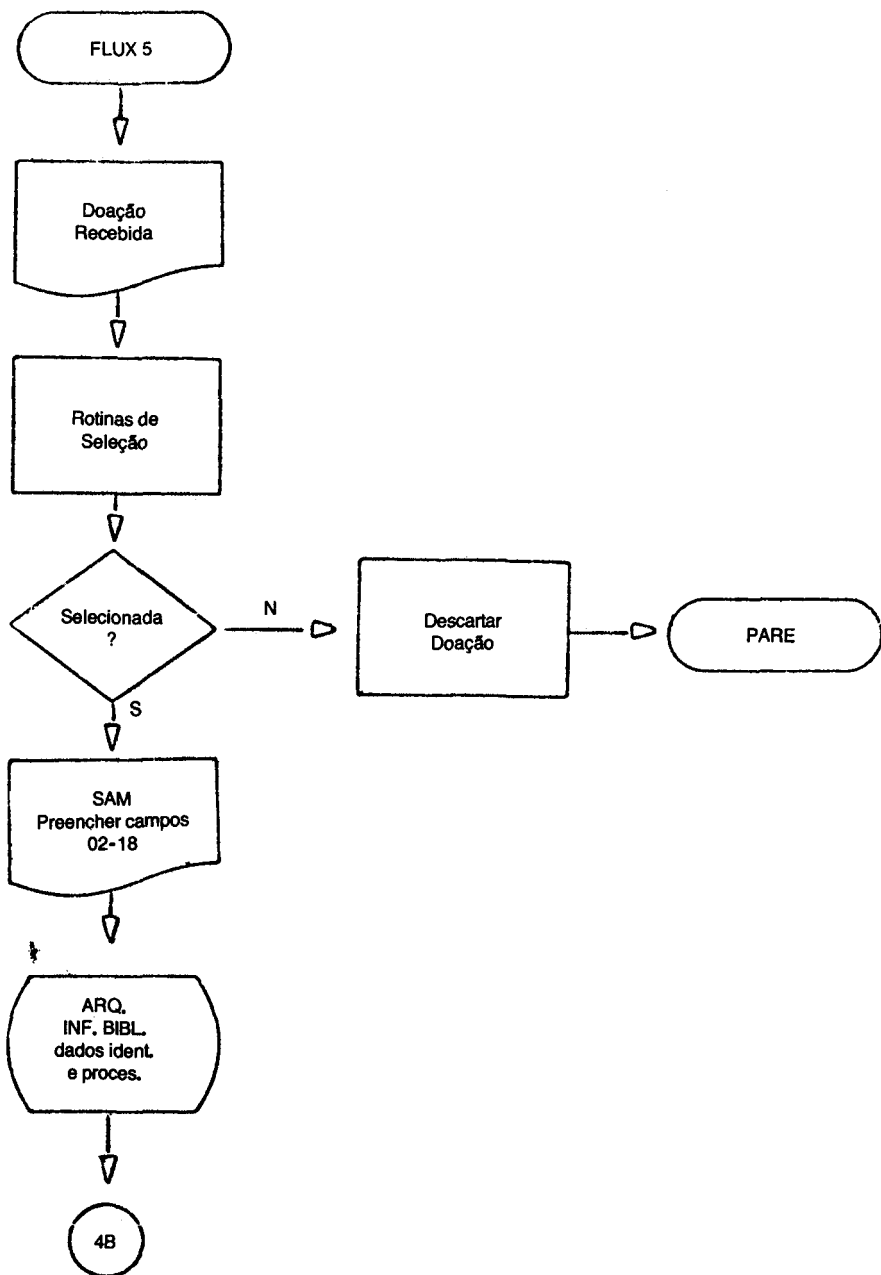 FLUX 5
Doação
Recebida
Rotinas de
Seleção
Selecionada
?
N
Descartar
Doação
PARE
S
SAM
Preencher campos
02-18
ARQ.
INF. BIBL.
dados ident.
e proces.
4B